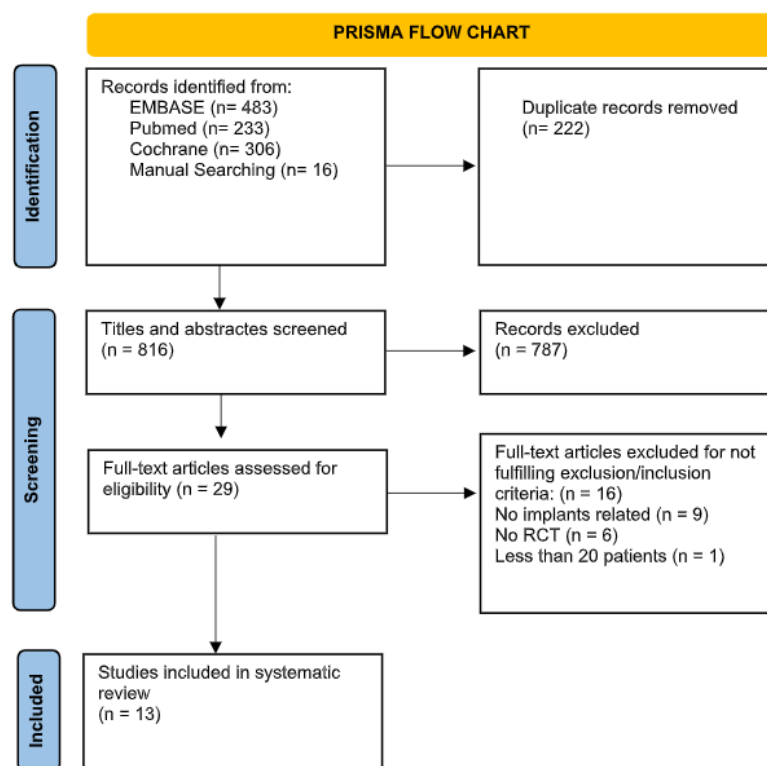 PRISMA FLOW CHART
Identification
Records identified from:
EMBASE (n= 483)
Pubmed (n= 233)
Cochrane (n= 306)
Manual Searching (n= 16)
Duplicate records removed
(n= 222)
Screening
Titles and abstractes screened
(n = 816)
Records excluded
(n = 787)
Full-text articles assessed for
eligibility (n = 29)
Full-text articles excluded for not
fulfilling exclusion/inclusion
criteria: (n = 16)
No implants related (n = 9)
No RCT (n = 6)
Less than 20 patients (n = 1)
Included
Studies included in systematic
review
(n = 13)